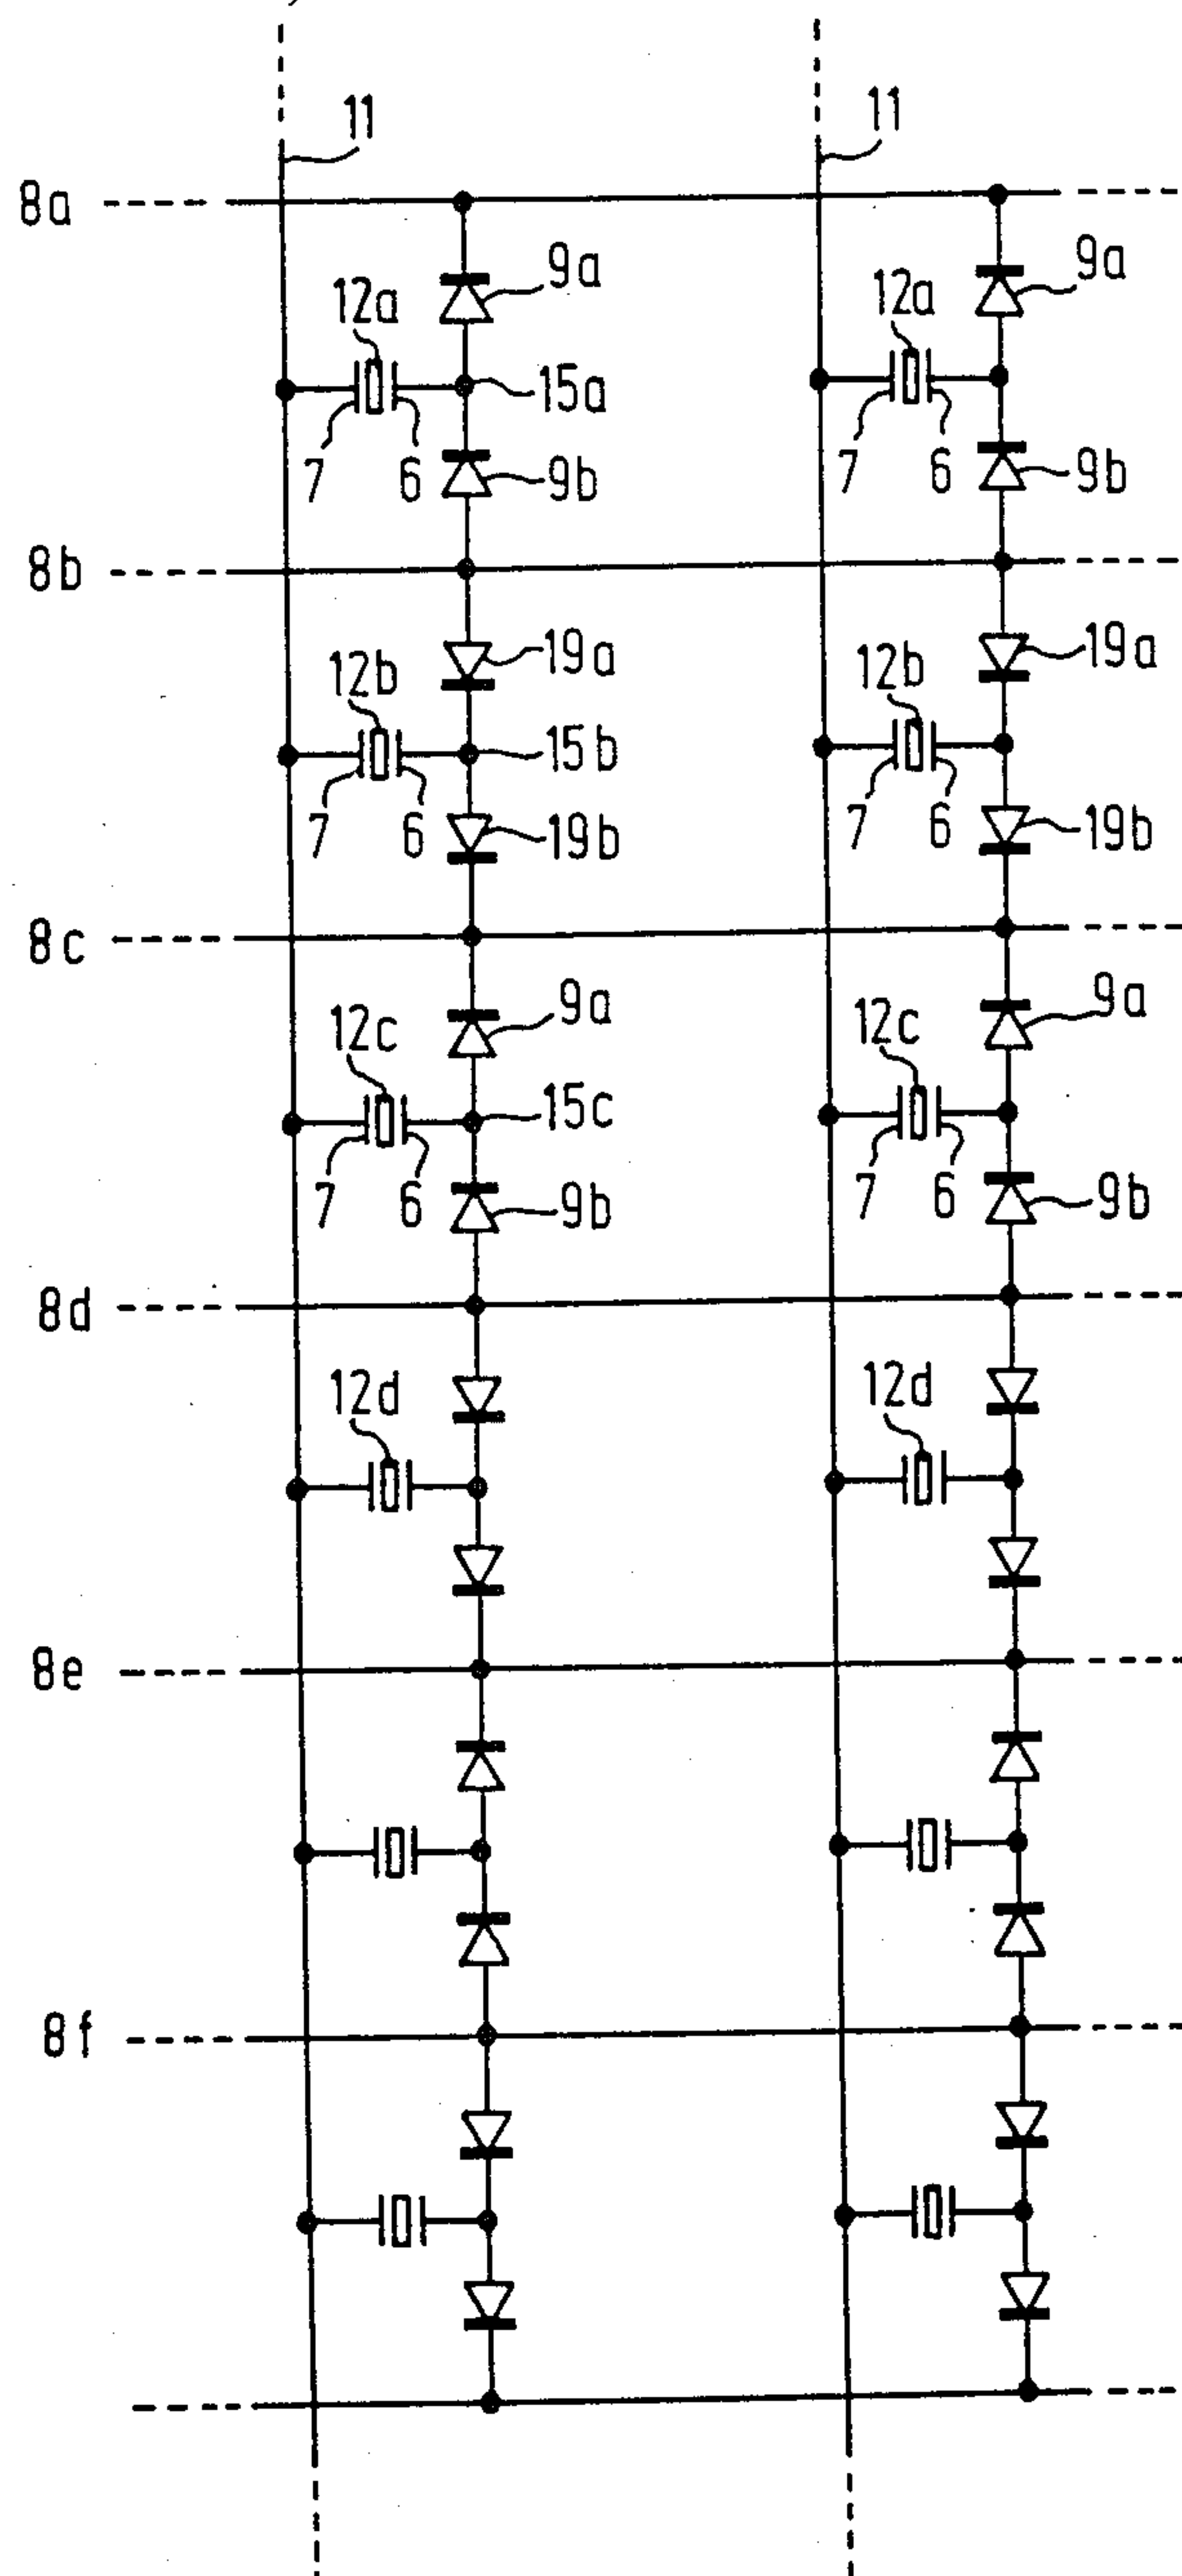 11 11
8a
9a 9a
12a 12a
15a
7 6 9b 7 6 9b
8b
19a 19a
12b 12b
15b
7 6 19b 7 6 19b
8c
9a 9a
12c 12c
15c
7 6 9b 7 6 9b
8d
12d 12d
8e
8f